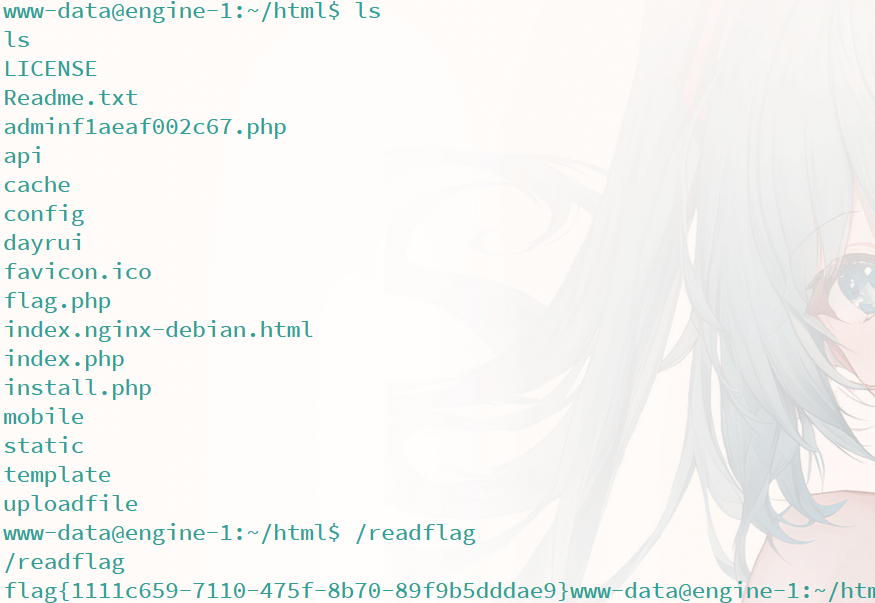 www-data@engine-1:~/html$ ls
ls
LICENSE
Readme.txt
adminf1aeaf002c67.php
api
cache
config
dayrui
favicon.ico
flag.php
index.nginx-debian.html
index.php
install.php
mobile
static
template
uploadfile
www-data@engine-1:~/html$ /readflag
/readflag
flag{1111c659-7110-475f-8b70-89f9b5dddae9}www-data@engine-1:~/htm